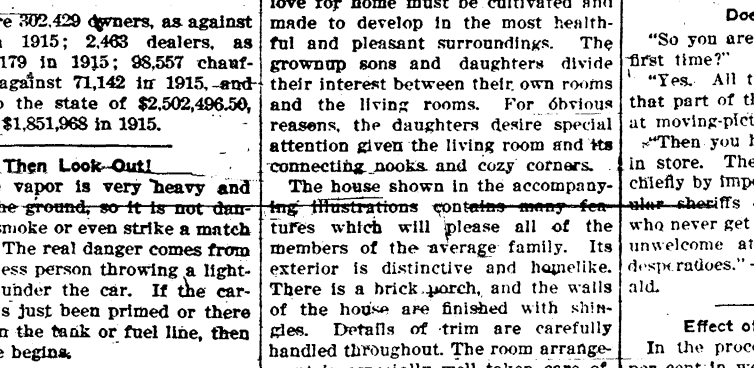 re 302,429 owners, as against
1915; 2,463 dealers, as
179 in 1915; 98,557 chauf-
against 71,142 in 1915, and
the state of $2,502,496.50,
$1,851,968 in 1915.
Then Look Out!
vapor is very heavy and
he ground, so it is not dan-
smoke or even strike a match
The real danger comes from
ess person throwing a light-
under the car. If the car-
s just been primed or there
n the tank or fuel line, then
e begins.
love for home must be cultivated and
made to develop in the most health-
ful and pleasant surroundings. The
grownup sons and daughters divide
their interest between their own rooms
and the living rooms. For obvious
reasons, the daughters desire special
attention given the living room and its
connecting nooks and cozy corners.
The house shown in the accompany-
ing illustrations contains many fea-
tures which will please all of the
members of the average family. Its
exterior is distinctive and homelike.
There is a brick porch, and the walls
of the house are finished with shin-
gles. Details of trim are carefully
handled throughout. The room arrange-
Doe
"So you are
first time?"
"Yes. All t
that part of th
at moving-pict
"Then you h
in store. The
chiefly by impe
ular sheriffs
who never get
unwelcome at
desperadoes."
ald.
Effect of
In the proce